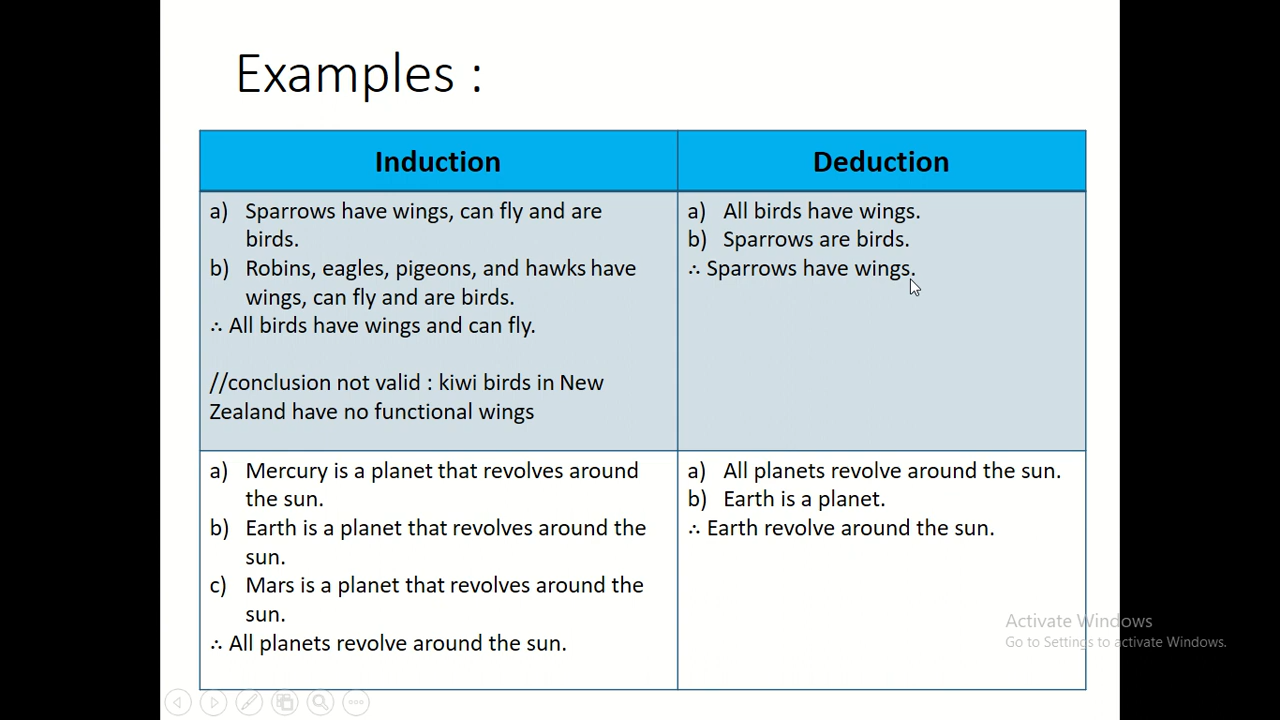 Examples :
Induction
Deduction
a) Sparrows have wings, can fly and are
birds.
b) Robins, eagles, pigeons, and hawks have
wings, can fly and are birds.
∴ All birds have wings and can fly.
//conclusion not valid : kiwi birds in New
Zealand have no functional wings
a) All birds have wings.
b) Sparrows are birds.
∴ Sparrows have wings.
a) Mercury is a planet that revolves around
the sun.
b) Earth is a planet that revolves around the
sun.
c) Mars is a planet that revolves around the
sun.
∴ All planets revolve around the sun.
a) All planets revolve around the sun.
b) Earth is a planet.
∴ Earth revolve around the sun.
Activate Windows
Go to Settings to activate Windows.